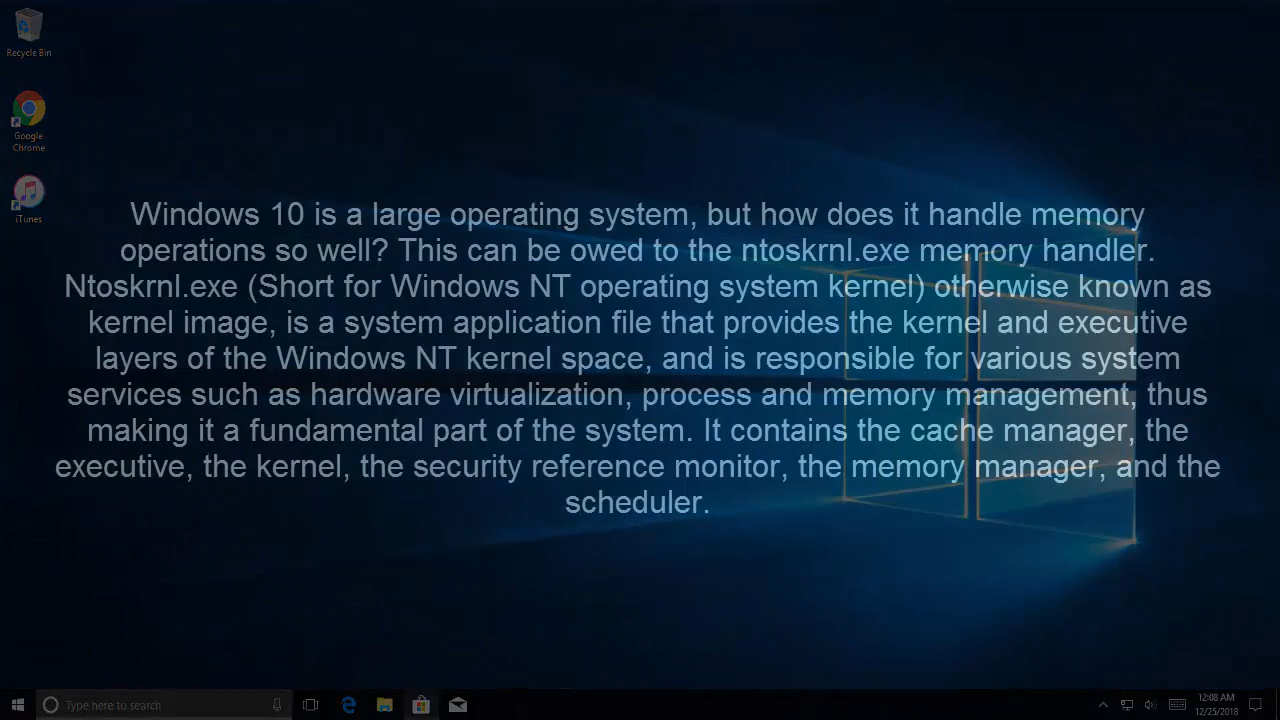 Recycle Bin
Google
Chrome
iTunes
Windows 10 is a large operating system, but how does it handle memory
operations so well? This can be owed to the ntoskrnl.exe memory handler.
Ntoskrnl.exe (Short for Windows NT operating system kernel) otherwise known as
kernel image, is a system application file that provides the kernel and executive
layers of the Windows NT kernel space, and is responsible for various system
services such as hardware virtualization, process and memory management, thus
making it a fundamental part of the system. It contains the cache manager, the
executive, the kernel, the security reference monitor, the memory manager, and the
scheduler.
Type here to search
12:08 AM
12/25/2018